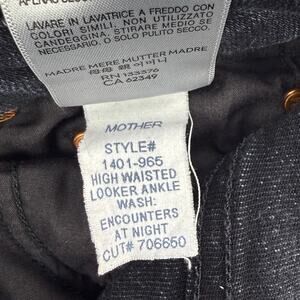 LAVARE IN LAVATRICE A FREDDO CON
COLORI SIMILI. NON UTILIZZATO
CANDEGGINA. STIRARE MEDIO SE
NECESSARIO. O SOLO PULITO SECCO.
MADRE MERE MUTTER MADRE
RN 133376
CA 62349
MOTHER
STYLE#
1401-965
HIGH WAISTED
LOOKER ANKLE
WASH:
ENCOUNTERS
AT NIGHT
CUT# 706650